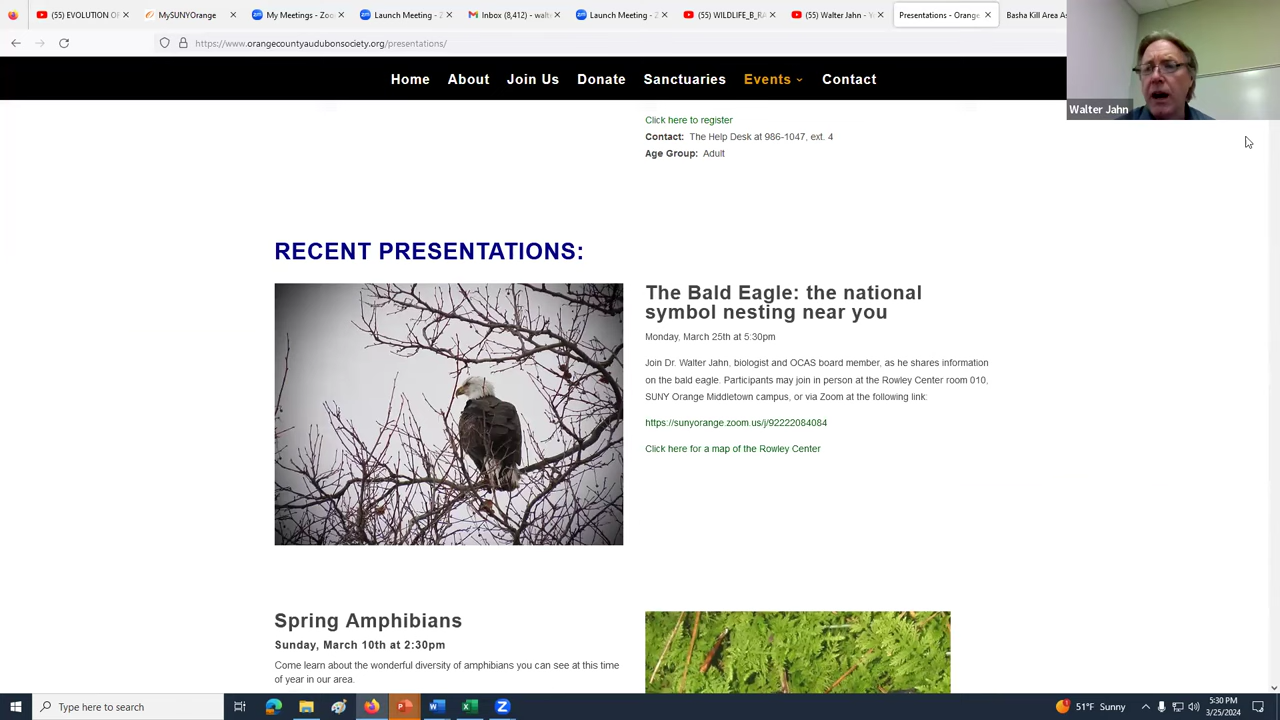 (55) EVOLUTION OF
MySUNYOrange
My Meetings - Zoo
Launch Meeting - Z
Inbox (8,412) - walt
Launch Meeting - Z
(55) WILDLIFE_B_RA
(55) Walter Jahn - Y
Presentations - Orange
Basha Kill Area As
https://www.orangecountyaudubonsociety.org/presentations/
Home About Join Us Donate Sanctuaries Events Contact
Walter Jahn
Click here to register
Contact: The Help Desk at 986-1047, ext. 4
Age Group: Adult
RECENT PRESENTATIONS:
The Bald Eagle: the national
symbol nesting near you
Monday, March 25th at 5:30pm
Join Dr. Walter Jahn, biologist and OCAS board member, as he shares information
on the bald eagle. Participants may join in person at the Rowley Center room 010,
SUNY Orange Middletown campus, or via Zoom at the following link:
https://sunyorange.zoom.us/j/92222084084
Click here for a map of the Rowley Center
Spring Amphibians
Sunday, March 10th at 2:30pm
Come learn about the wonderful diversity of amphibians you can see at this time
of year in our area.
Type here to search
51°F Sunny
5:30 PM
3/25/2024